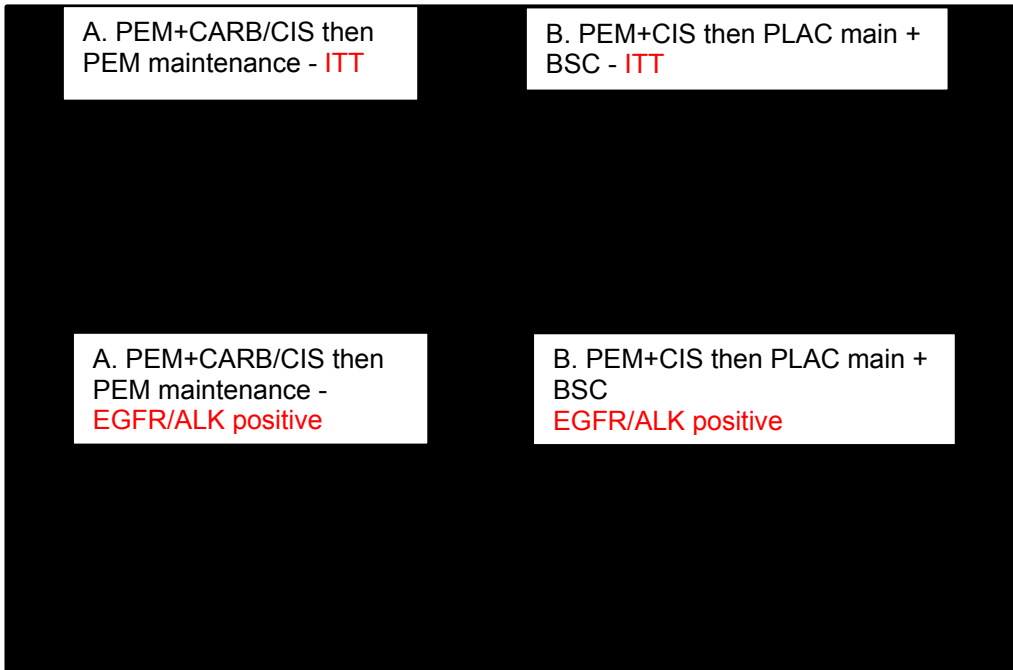 A. PEM+CARB/CIS then
PEM maintenance - ITT
B. PEM+CIS then PLAC main +
BSC - ITT
A. PEM+CARB/CIS then
PEM maintenance -
EGFR/ALK positive
B. PEM+CIS then PLAC main +
BSC
EGFR/ALK positive